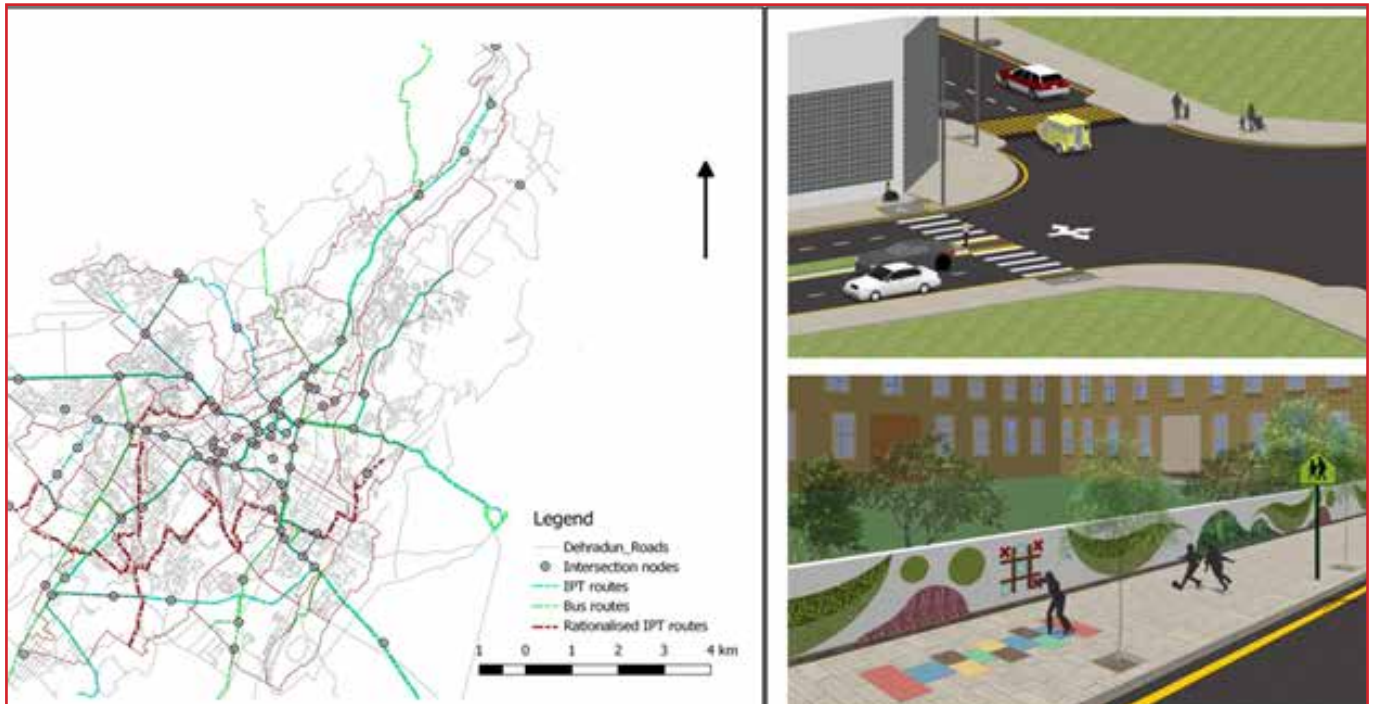 Legend
Dehradun_Roads
Intersection nodes
IPT routes
Bus routes
Rationalised IPT routes
1 0 1 2 3 4 km